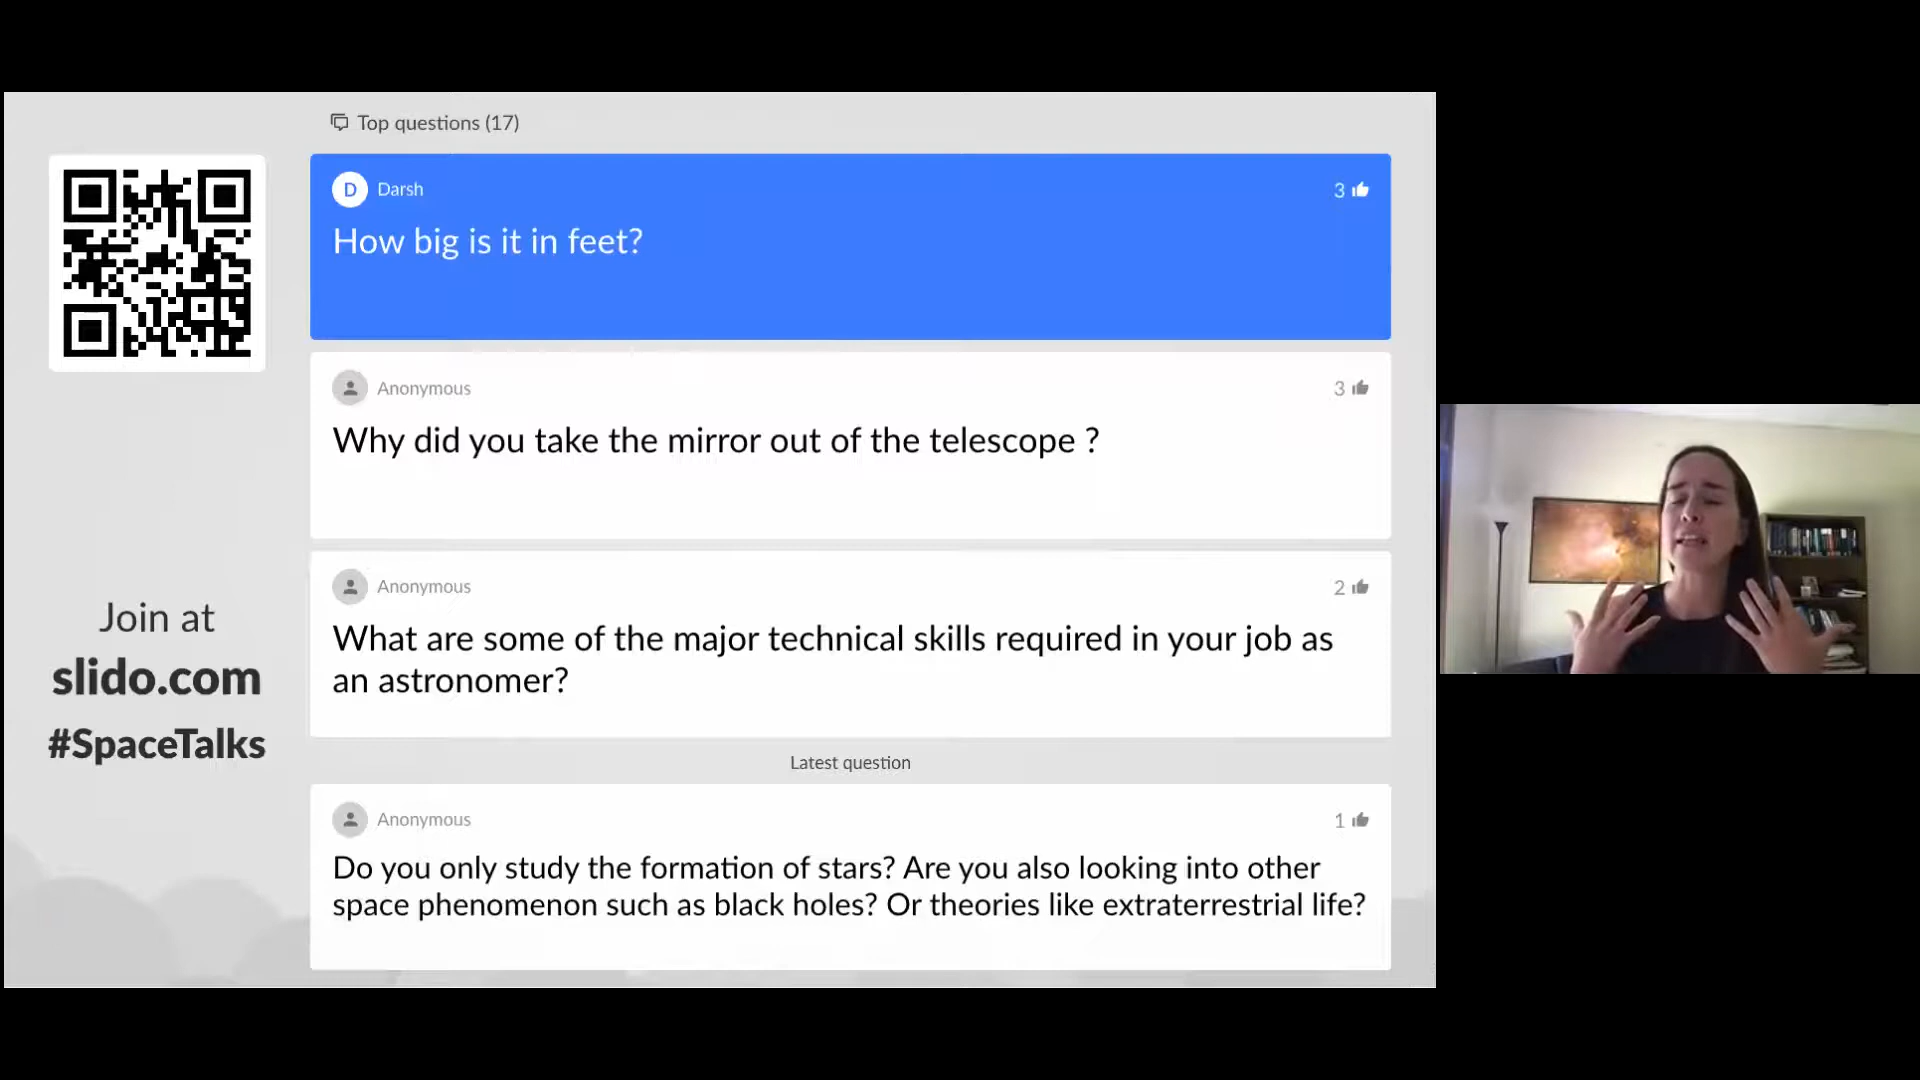 Top questions (17)
D Darsh 3
How big is it in feet?
Anonymous 3
Why did you take the mirror out of the telescope ?
Anonymous 2
What are some of the major technical skills required in your job as
an astronomer?
Latest question
Anonymous 1
Do you only study the formation of stars? Are you also looking into other
space phenomenon such as black holes? Or theories like extraterrestrial life?
Join at
slido.com
#SpaceTalks